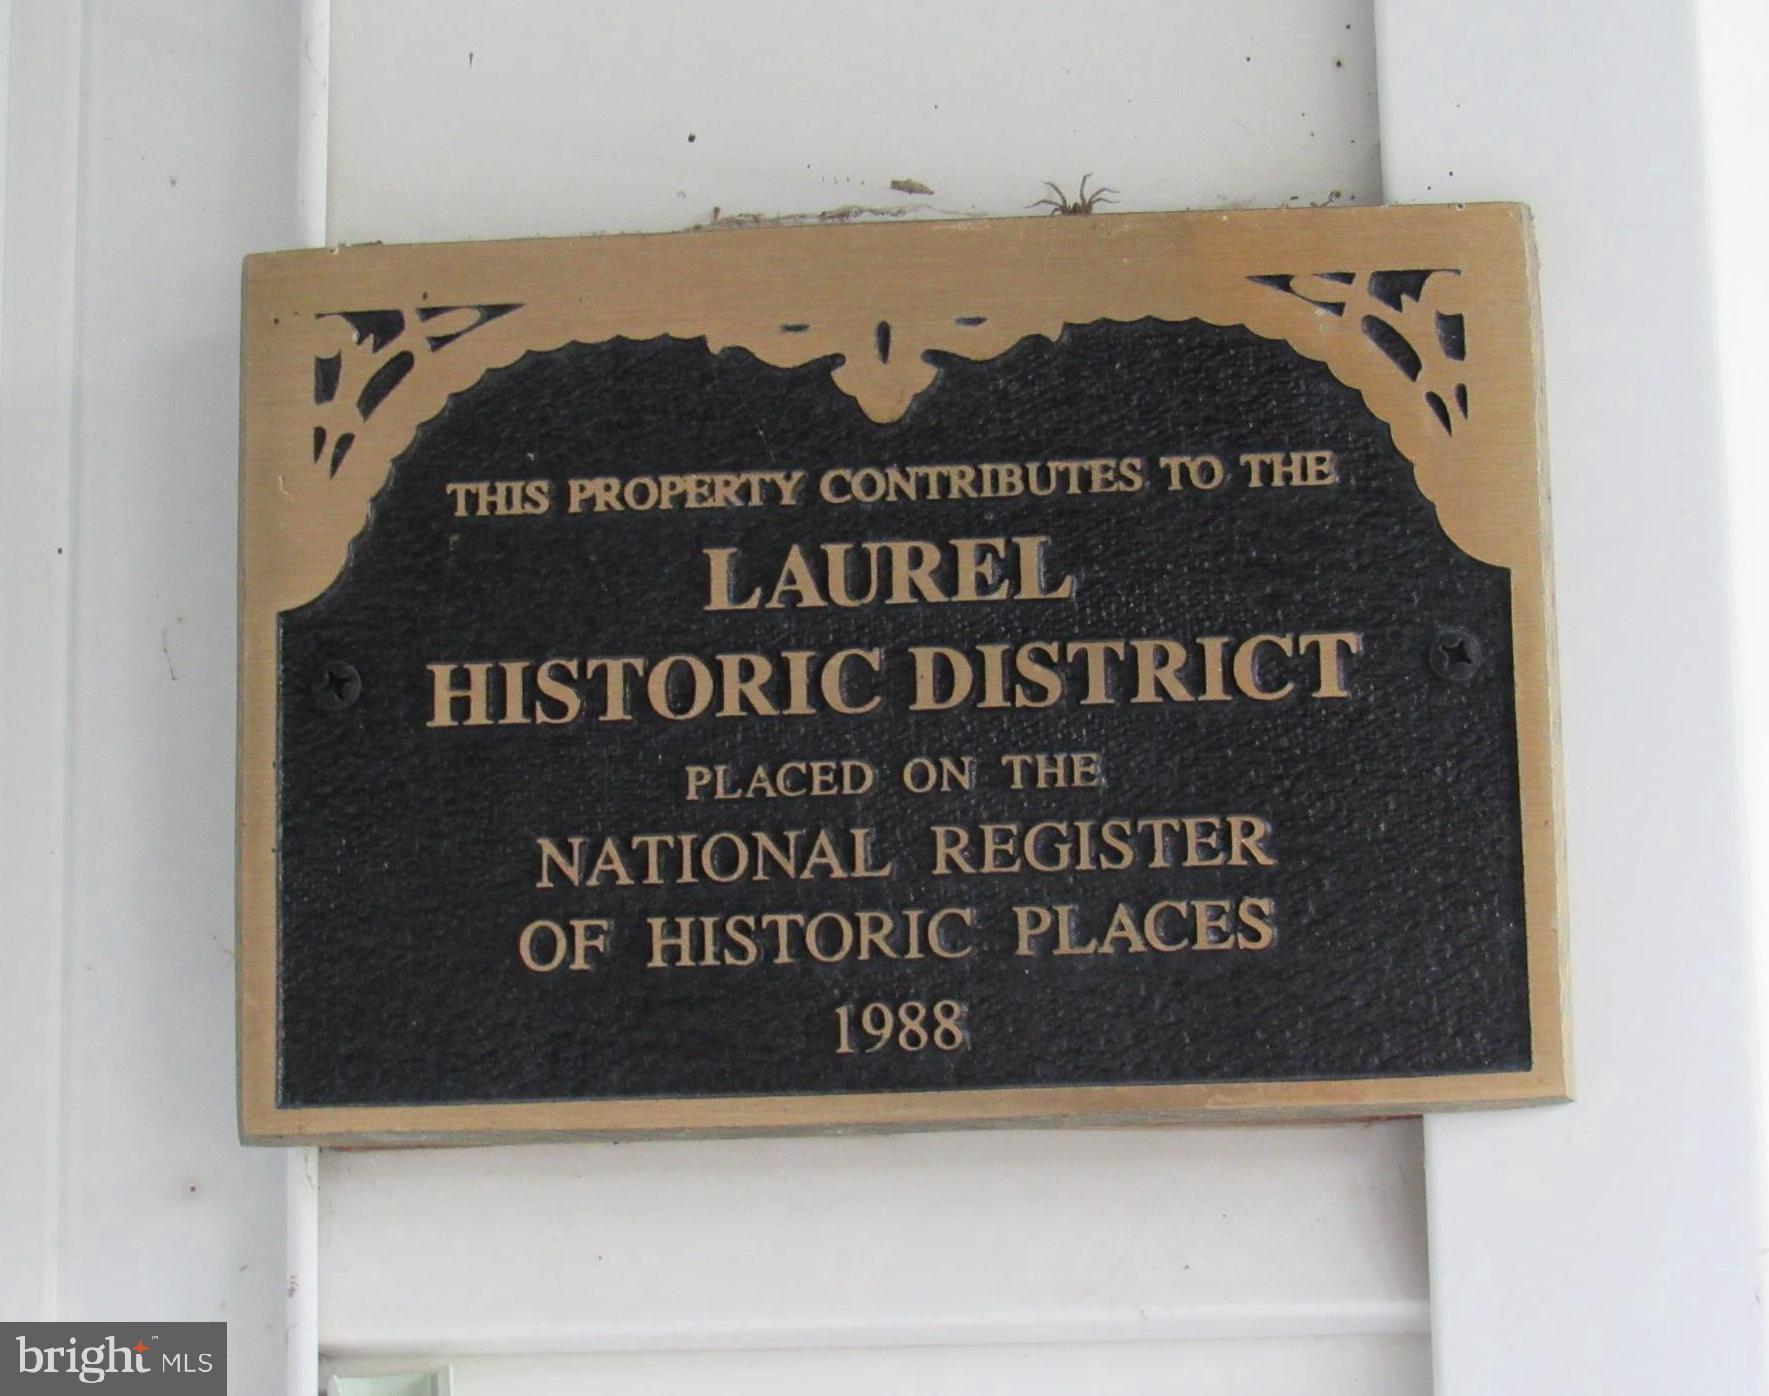 THIS PROPERTY CONTRIBUTES TO THE
LAUREL
HISTORIC DISTRICT
PLACED ON THE
NATIONAL REGISTER
OF HISTORIC PLACES
1988
bright MLS